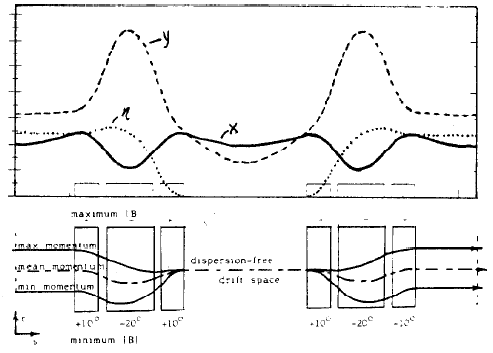 y
n
x
maximum |B
max momentum
mean momentum
min momentum
dispersion-free
drift space
+10° -20° +10° +10° -20° +10°
minimum |B|
r
s